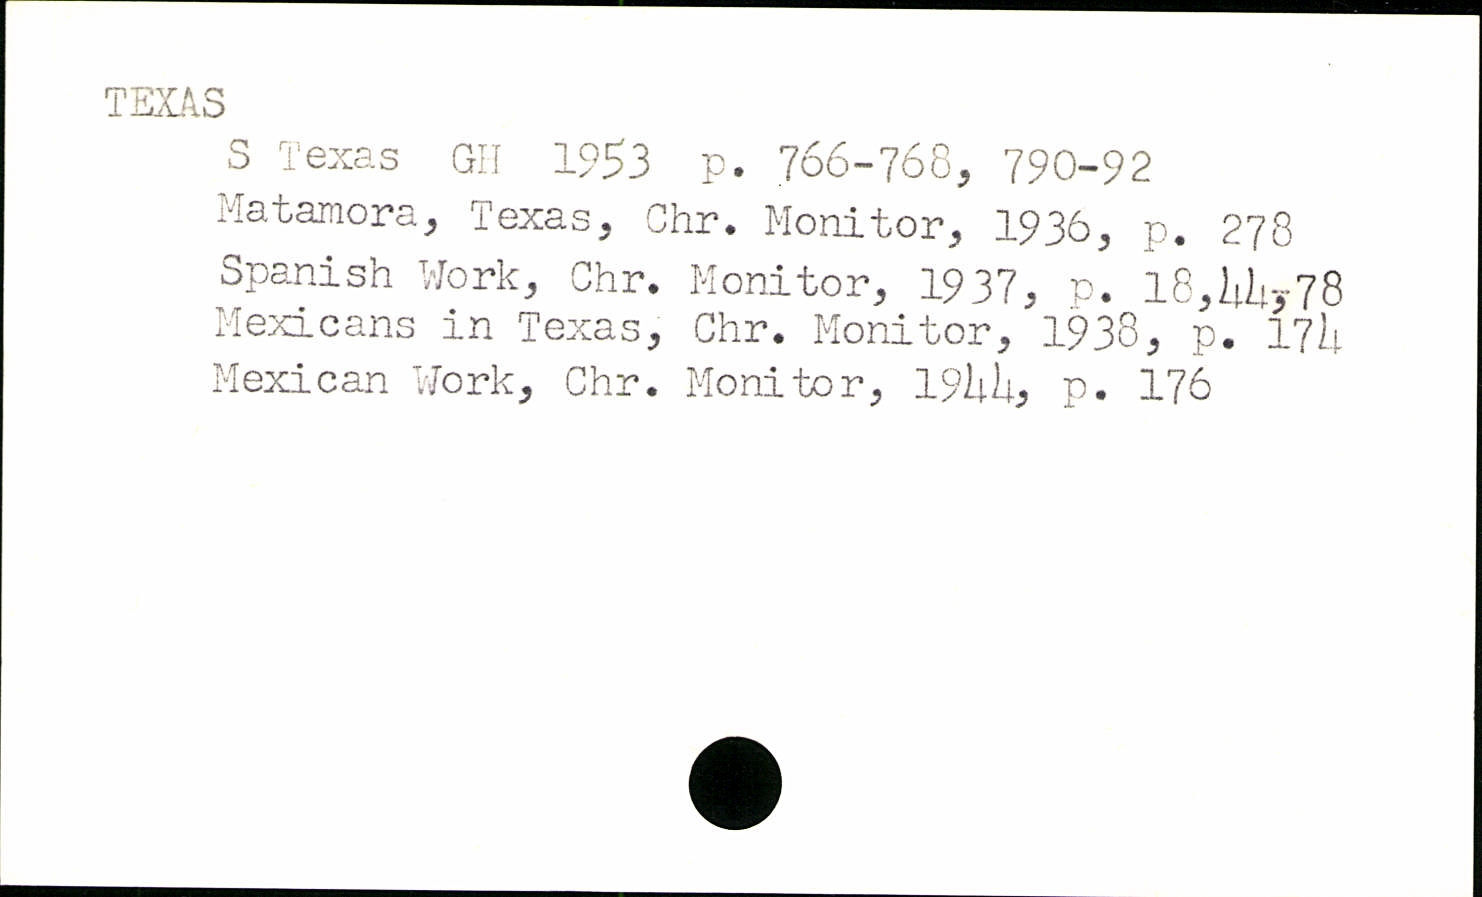 TEXAS
S Texas GH 1953 p. 766-768, 790-92
Matamora, Texas, Chr. Monitor, 1936, p. 278
Spanish Work, Chr. Monitor, 1937, p. 18,44,78
Mexicans in Texas, Chr. Monitor, 1938, p. 174
Mexican Work, Chr. Monitor, 1944, p. 176